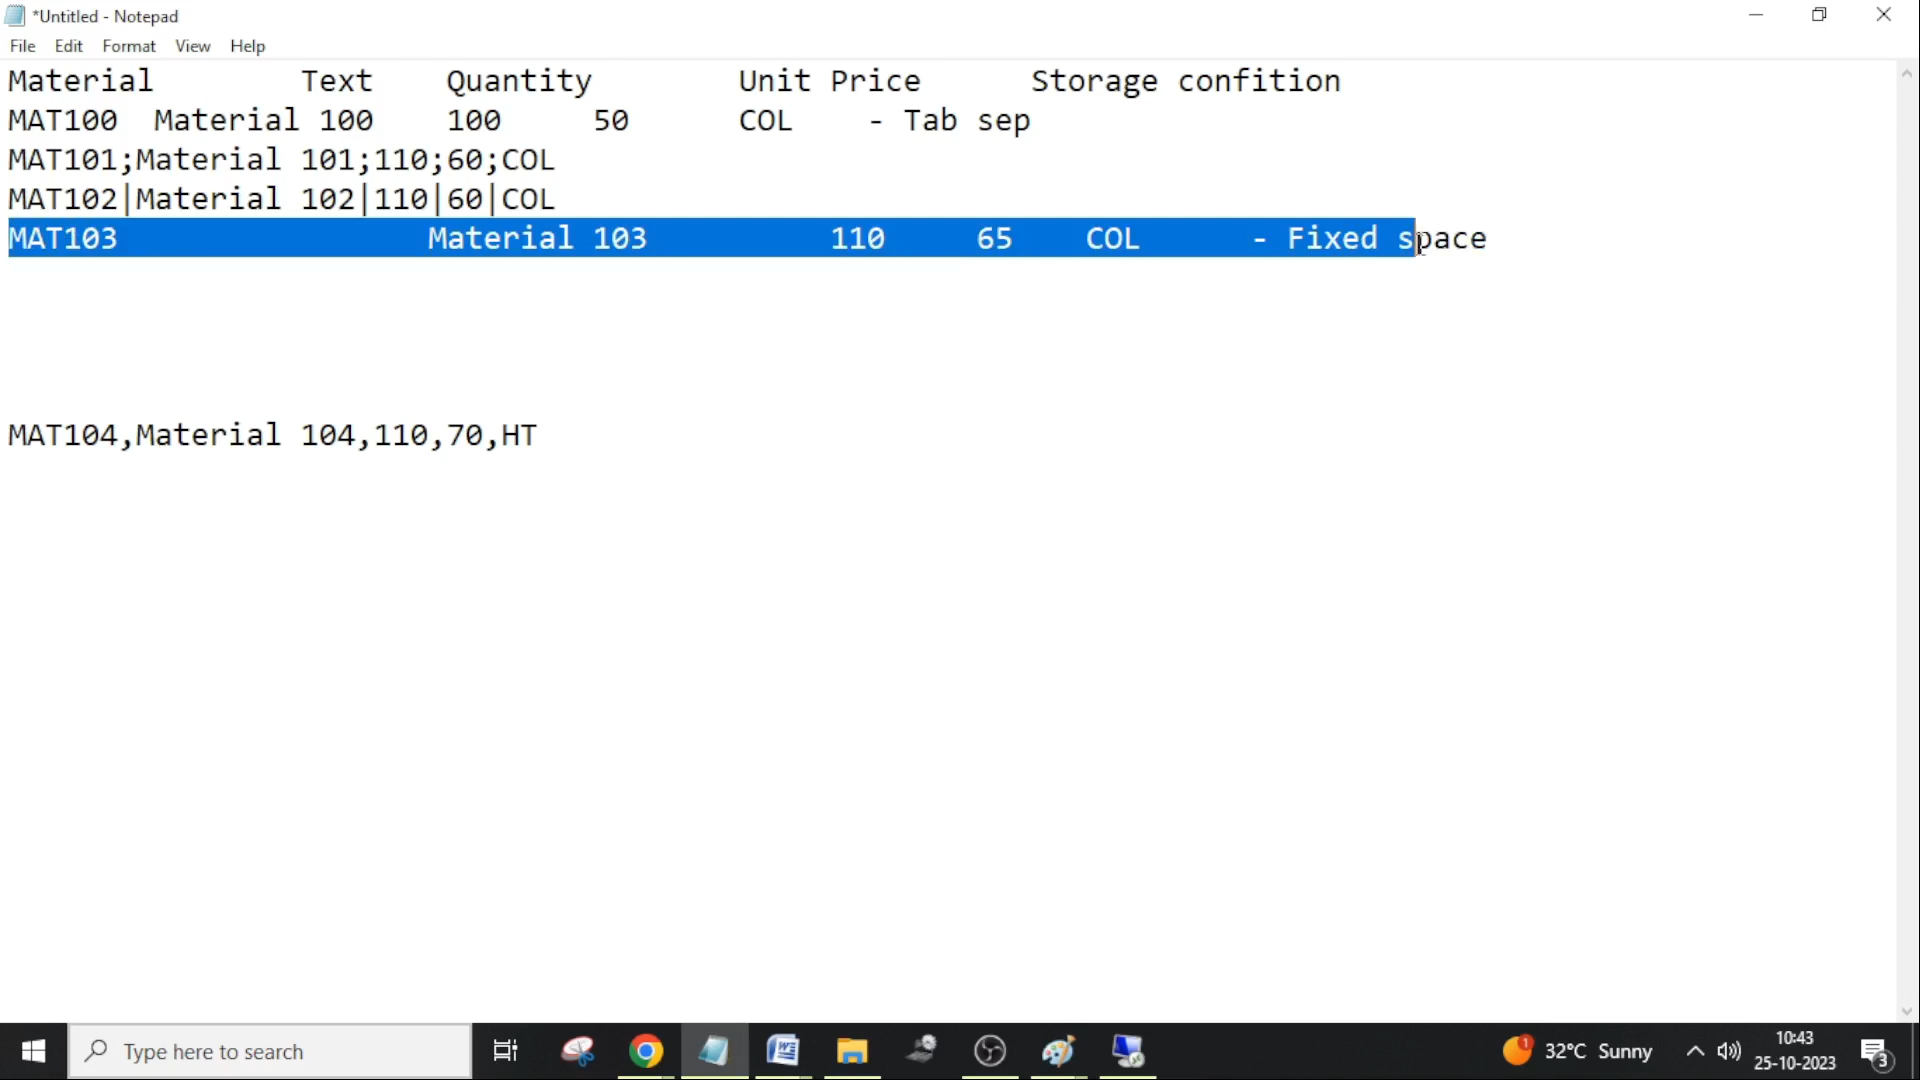 *Untitled - Notepad
File Edit Format View Help
Material Text Quantity Unit Price Storage confition
MAT100 Material 100 100 50 COL - Tab sep
MAT101;Material 101;110;60;COL
MAT102|Material 102|110|60|COL
MAT103 Material 103 110 65 COL - Fixed space
MAT104,Material 104,110,70,HT
Type here to search
1
32°C Sunny
10:43
25-10-2023
3